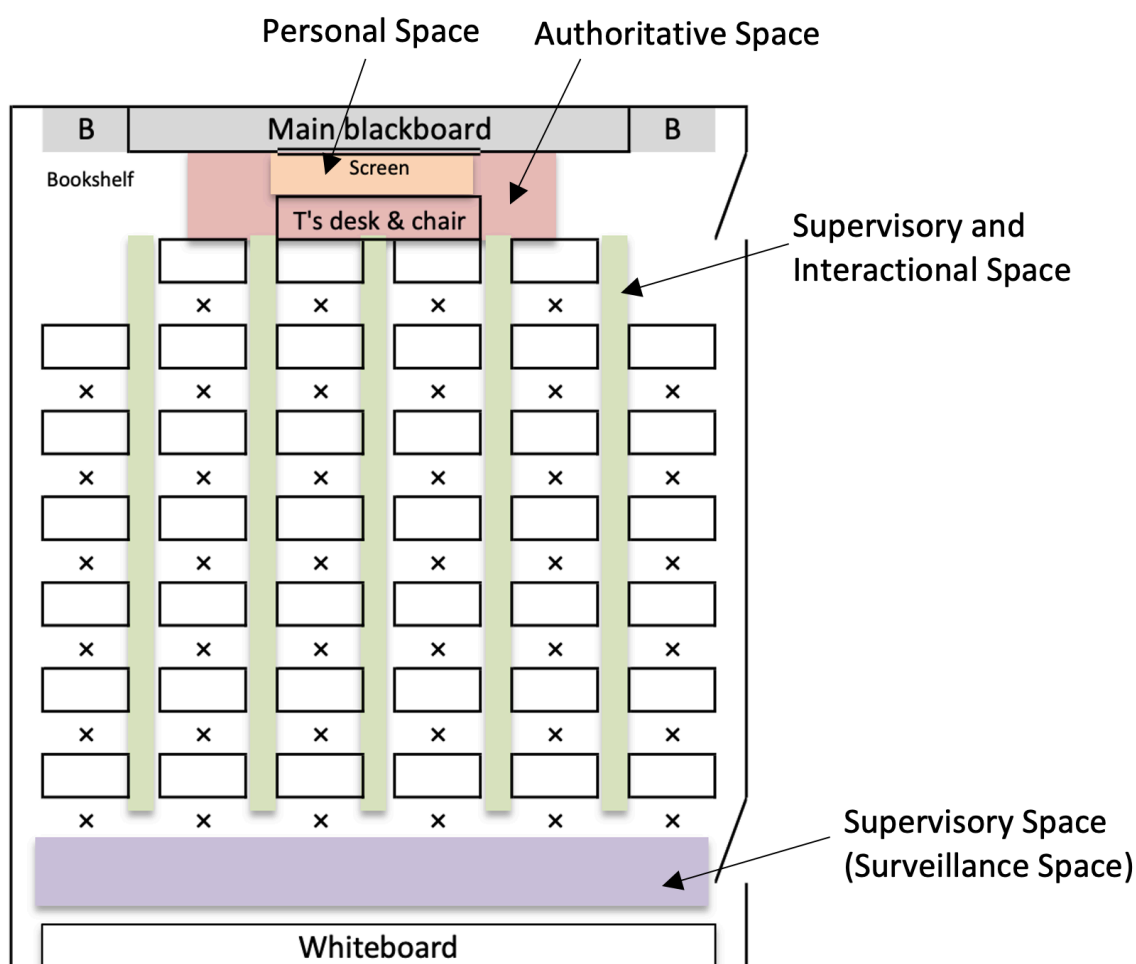 Personal Space
Authoritative Space
B
Main blackboard
B
Screen
Bookshelf
T's desk & chair
Supervisory and
Interactional Space
× × × ×
× × × × × ×
× × × × × ×
× × × × × ×
× × × × × ×
× × × × × ×
× × × × × ×
Supervisory Space
(Surveillance Space)
Whiteboard